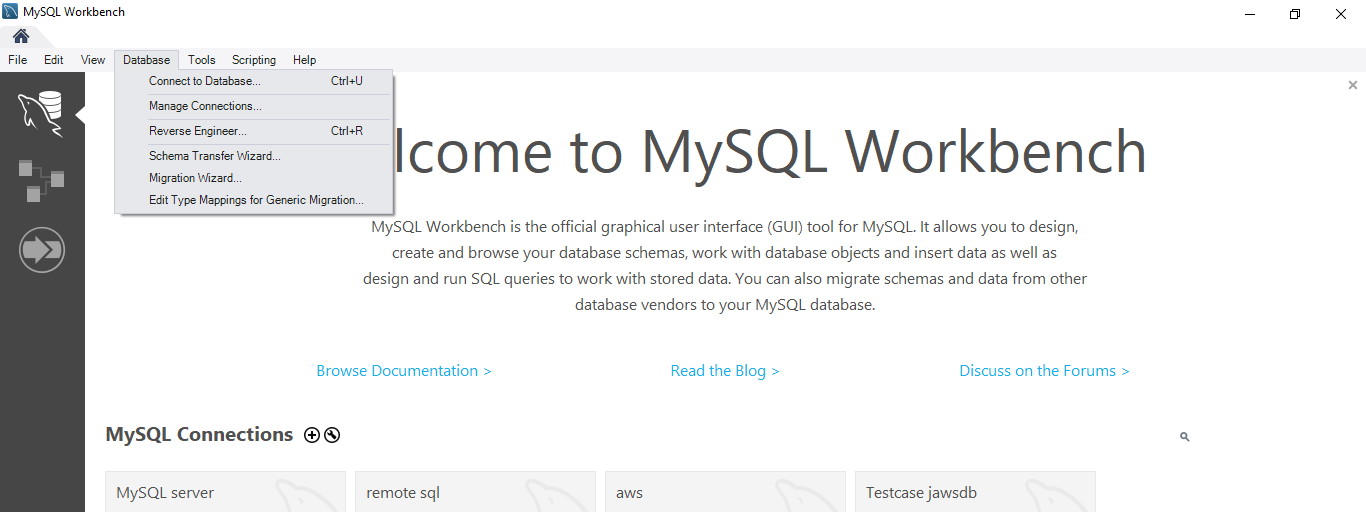 MySQL Workbench
File Edit View Database Tools Scripting Help
Connect to Database... Ctrl+U
Manage Connections...
Reverse Engineer... Ctrl+R
Schema Transfer Wizard...
Migration Wizard...
Edit Type Mappings for Generic Migration...
lcome to MySQL Workbench
MySQL Workbench is the official graphical user interface (GUI) tool for MySQL. It allows you to design,
create and browse your database schemas, work with database objects and insert data as well as
design and run SQL queries to work with stored data. You can also migrate schemas and data from other
database vendors to your MySQL database.
Browse Documentation > Read the Blog > Discuss on the Forums >
MySQL Connections
MySQL server remote sql aws Testcase jawsdb